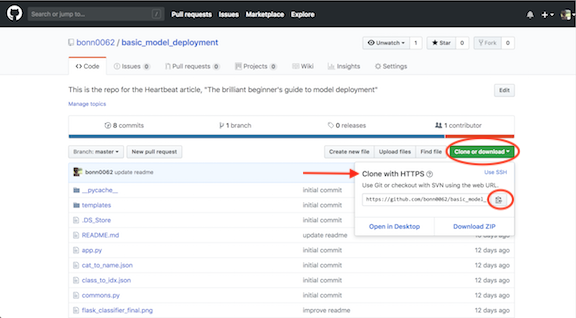 Search or jump to... / Pull requests Issues Marketplace Explore
bonn0062 / basic_model_deployment Unwatch 1 Star 0 Fork 0
Code Issues 0 Pull requests 0 Projects 0 Wiki Insights Settings
This is the repo for the Heartbeat article, "The brilliant beginner's guide to model deployment" Edit
Manage topics
8 commits 1 branch 0 releases 1 contributor
Branch: master New pull request Create new file Upload files Find file Clone or download
bonn0062 update readme
Clone with HTTPS Use SSH
Use Git or checkout with SVN using the web URL.
https://github.com/bonn0062/basic_model_
Open in Desktop Download ZIP
__pycache__ initial commit
templates initial commit
.DS_Store initial commit
README.md update readme
app.py initial commit 12 days ago
cat_to_name.json initial commit 12 days ago
class_to_idx.json initial commit 12 days ago
commons.py initial commit 12 days ago
flask_classifier_final.png improve readme 12 days ago